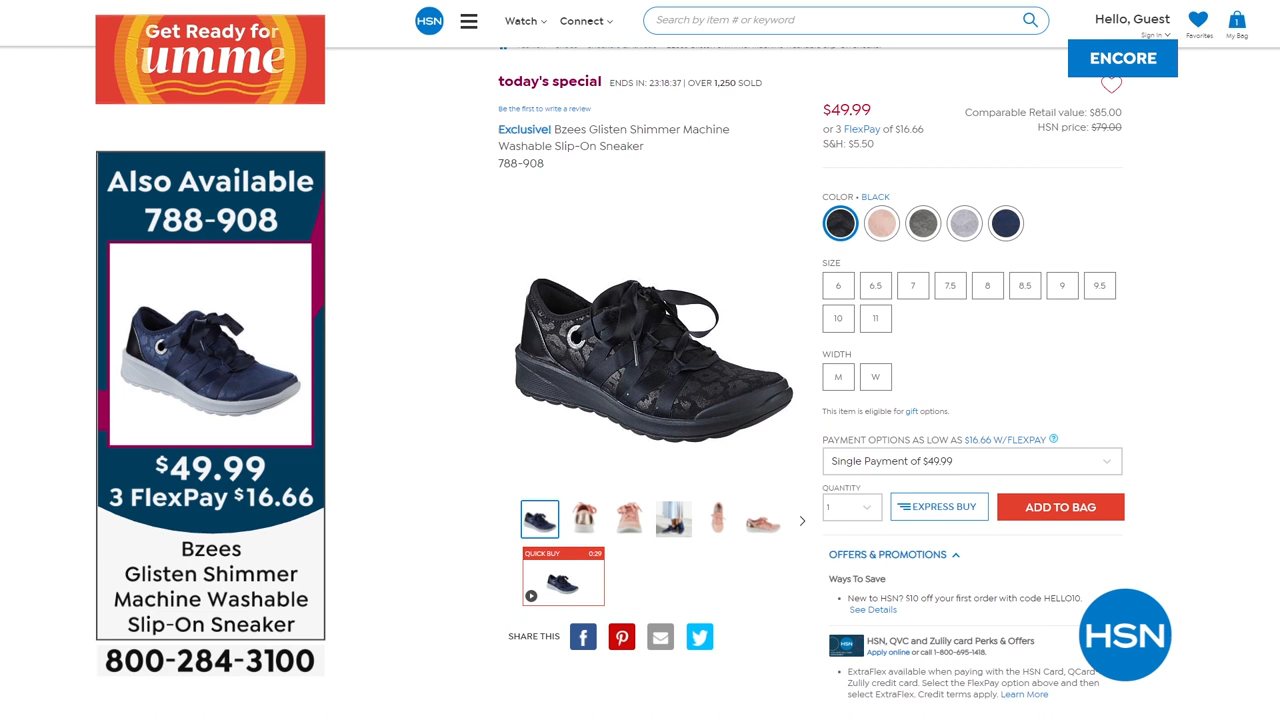 Get Ready for
umme
Also Available
788-908
$49.99
3 FlexPay $16.66
Bzees
Glisten Shimmer
Machine Washable
Slip-On Sneaker
800-284-3100
HSN
Watch
Connect
Search by item # or keyword
Hello, Guest
Sign in
Favorites
1
My Bag
ENCORE
today's special ENDS IN: 23:18:37 | OVER 1,250 SOLD
Be the first to write a review
Exclusive! Bzees Glisten Shimmer Machine
Washable Slip-On Sneaker
788-908
QUICK BUY 0:29
SHARE THIS
$49.99
or 3 FlexPay of $16.66
S&H: $5.50
Comparable Retail value: $85.00
HSN price: $79.00
COLOR • BLACK
SIZE
6 6.5 7 7.5 8 8.5 9 9.5
10 11
WIDTH
M W
This item is eligible for gift options.
PAYMENT OPTIONS AS LOW AS $16.66 W/FLEXPAY
Single Payment of $49.99
QUANTITY
1
EXPRESS BUY
ADD TO BAG
OFFERS & PROMOTIONS
Ways To Save
• New to HSN? $10 off your first order with code HELLO10.
See Details
HSN, QVC and Zulily card Perks & Offers
Apply online or call 1-800-695-1418.
• ExtraFlex available when paying with the HSN Card, QCard
Zulily credit card. Select the FlexPay option above and then
select ExtraFlex. Credit terms apply. Learn More
HSN